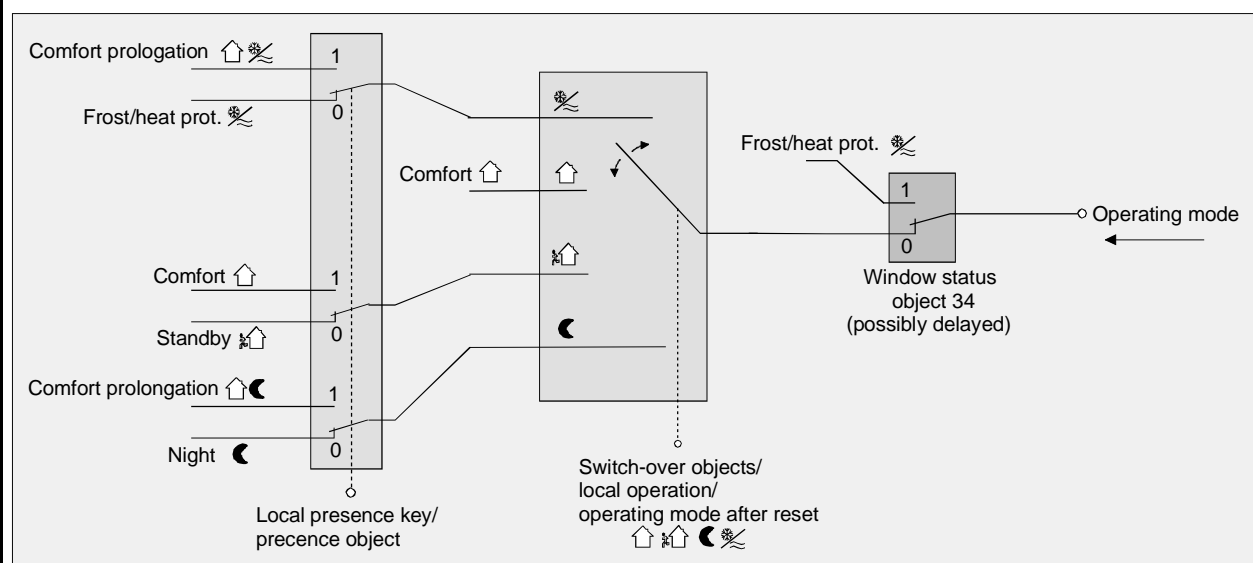 Comfort prologation
1
0
Frost/heat prot.
Comfort
1
0
Standby
Comfort prolongation
1
0
Night
Local presence key/
precence object
Comfort
Switch-over objects/
local operation/
operating mode after reset
Frost/heat prot.
1
0
Window status
object 34
(possibly delayed)
Operating mode